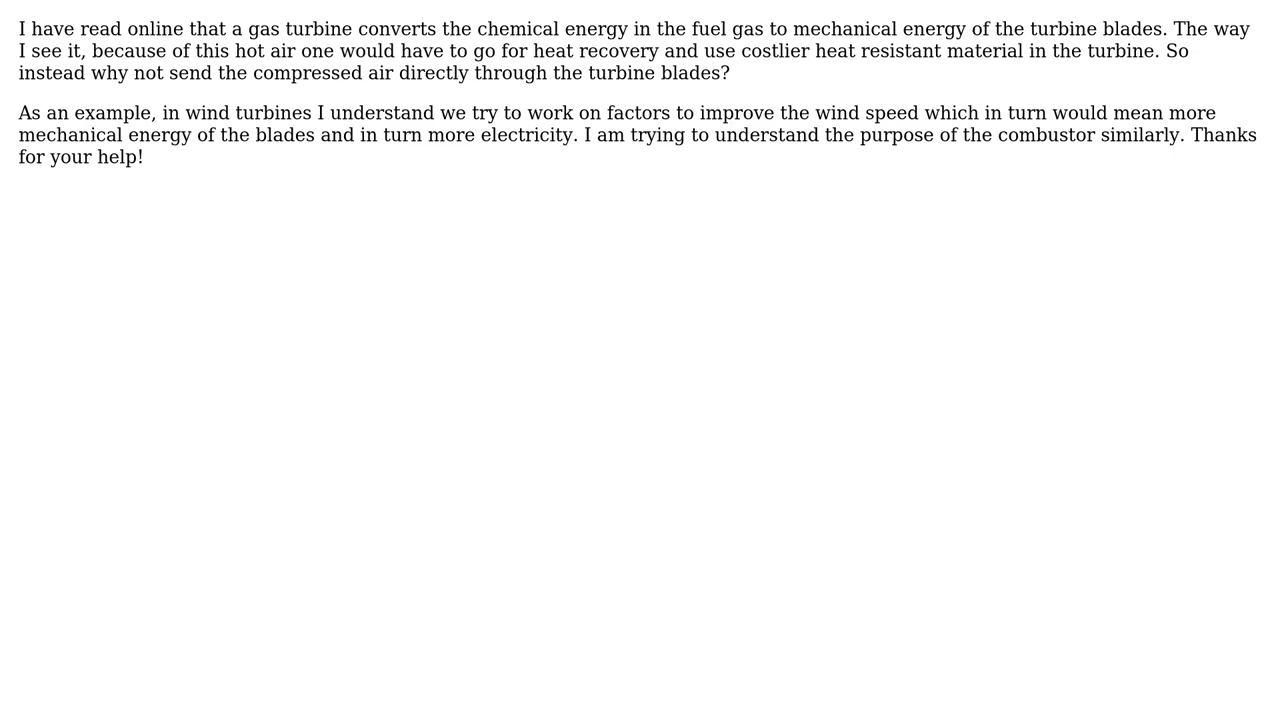 I have read online that a gas turbine converts the chemical energy in the fuel gas to mechanical energy of the turbine blades. The way
I see it, because of this hot air one would have to go for heat recovery and use costlier heat resistant material in the turbine. So
instead why not send the compressed air directly through the turbine blades?
As an example, in wind turbines I understand we try to work on factors to improve the wind speed which in turn would mean more
mechanical energy of the blades and in turn more electricity. I am trying to understand the purpose of the combustor similarly. Thanks
for your help!